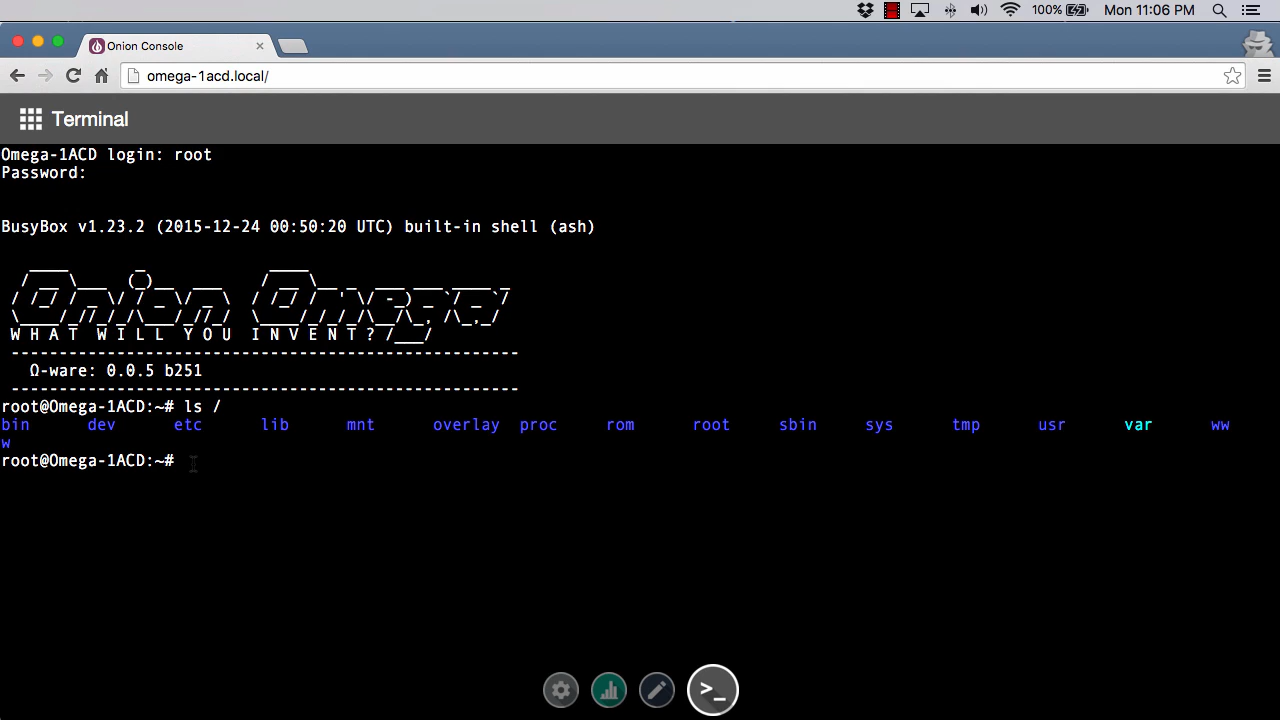 100% Mon 11:06 PM
Onion Console
omega-1acd.local/
Terminal
Omega-1ACD login: root
Password:
BusyBox v1.23.2 (2015-12-24 00:50:20 UTC) built-in shell (ash)
Onion Omega
W H A T W I L L Y O U I N V E N T ?
Ω-ware: 0.0.5 b251
root@Omega-1ACD:~# ls /
bin dev etc lib mnt overlay proc rom root sbin sys tmp usr var ww
w
root@Omega-1ACD:~#
>_